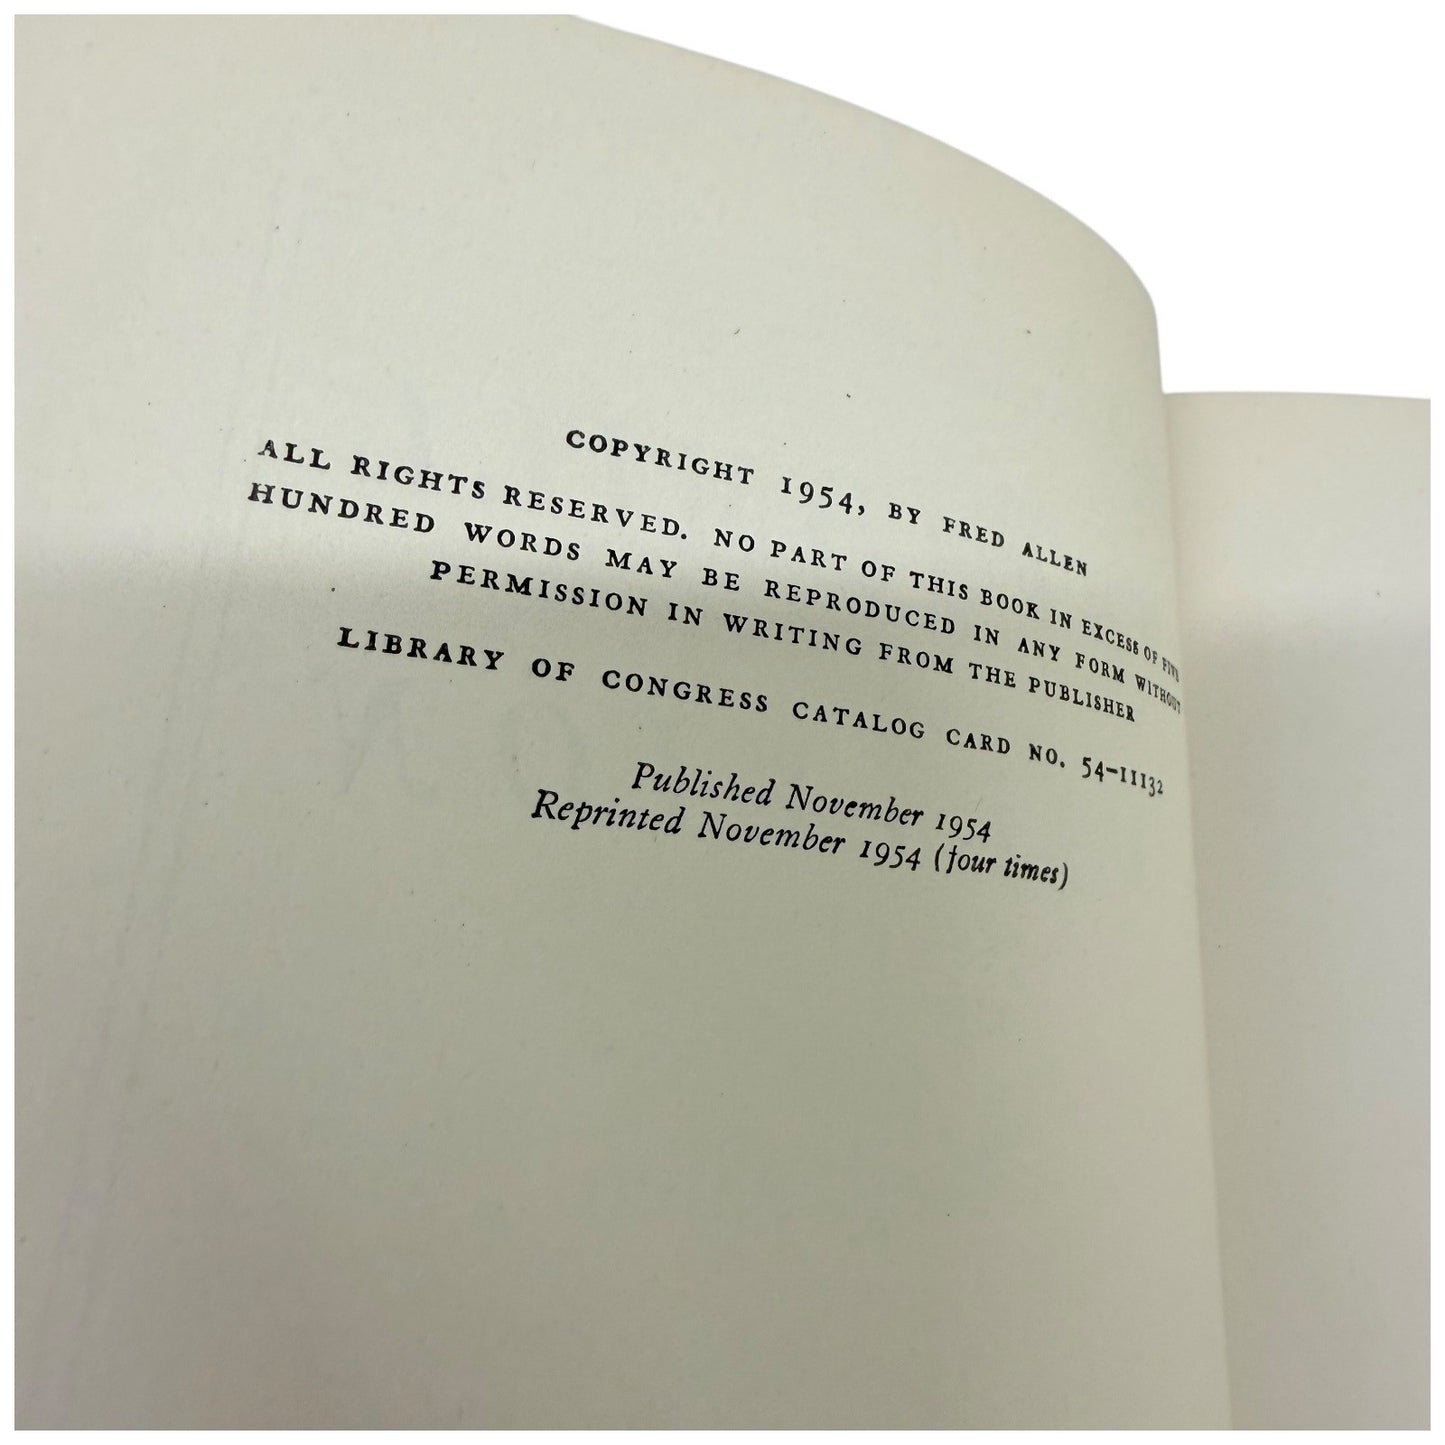 COPYRIGHT 1954, BY FRED ALLEN
ALL RIGHTS RESERVED. NO PART OF THIS BOOK IN EXCESS OF FIVE
HUNDRED WORDS MAY BE REPRODUCED IN ANY FORM WITHOUT
PERMISSION IN WRITING FROM THE PUBLISHER
LIBRARY OF CONGRESS CATALOG CARD NO. 54-11132
Published November 1954
Reprinted November 1954 (four times)